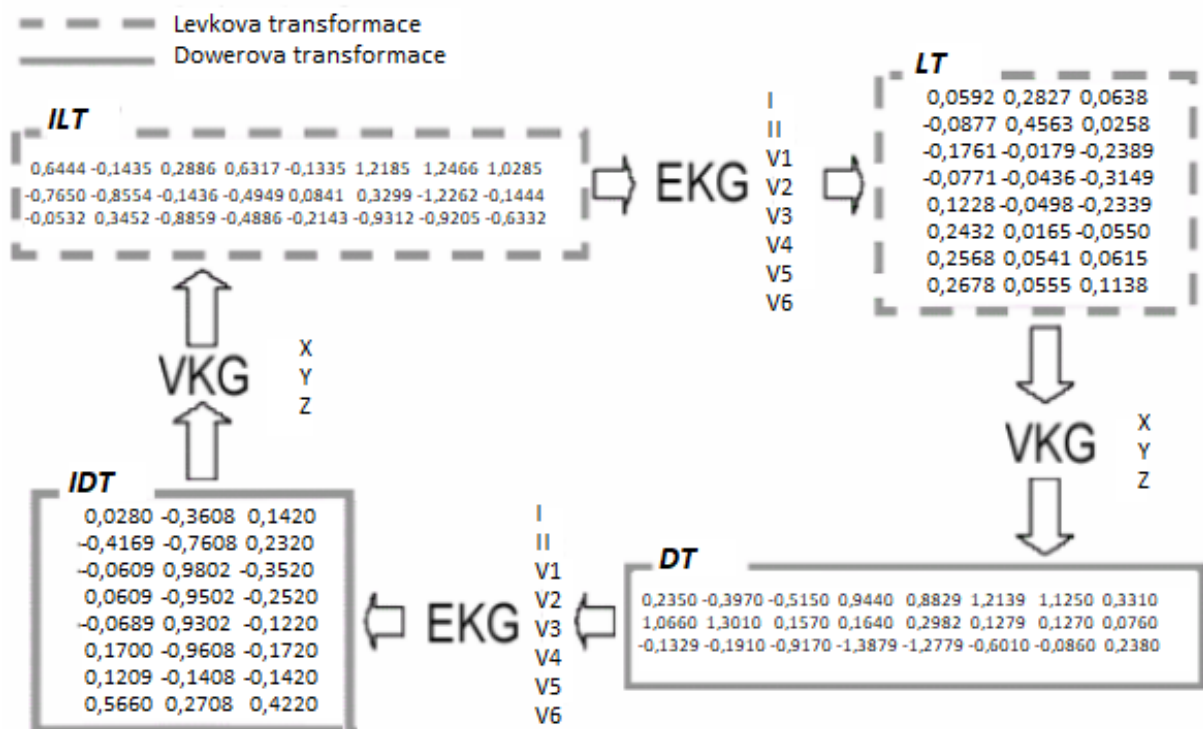 Levkova transformace
Dowerova transformace
ILT
0,6444 -0,1435 0,2886 0,6317 -0,1335 1,2185 1,2466 1,0285
-0,7650 -0,8554 -0,1436 -0,4949 0,0841 0,3299 -1,2262 -0,1444
-0,0532 0,3452 -0,8859 -0,4886 -0,2143 -0,9312 -0,9205 -0,6332
EKG
I
II
V1
V2
V3
V4
V5
V6
LT
0,0592 0,2827 0,0638
-0,0877 0,4563 0,0258
-0,1761 -0,0179 -0,2389
-0,0771 -0,0436 -0,3149
0,1228 -0,0498 -0,2339
0,2432 0,0165 -0,0550
0,2568 0,0541 0,0615
0,2678 0,0555 0,1138
VKG
X
Y
Z
VKG
X
Y
Z
IDT
0,0280 -0,3608 0,1420
-0,4169 -0,7608 0,2320
-0,0609 0,9802 -0,3520
0,0609 -0,9502 -0,2520
-0,0689 0,9302 -0,1220
0,1700 -0,9608 -0,1720
0,1209 -0,1408 -0,1420
0,5660 0,2708 0,4220
EKG
I
II
V1
V2
V3
V4
V5
V6
DT
0,2350 -0,3970 -0,5150 0,9440 0,8829 1,2139 1,1250 0,3310
1,0660 1,3010 0,1570 0,1640 0,2982 0,1279 0,1270 0,0760
-0,1329 -0,1910 -0,9170 -1,3879 -1,2779 -0,6010 -0,0860 0,2380